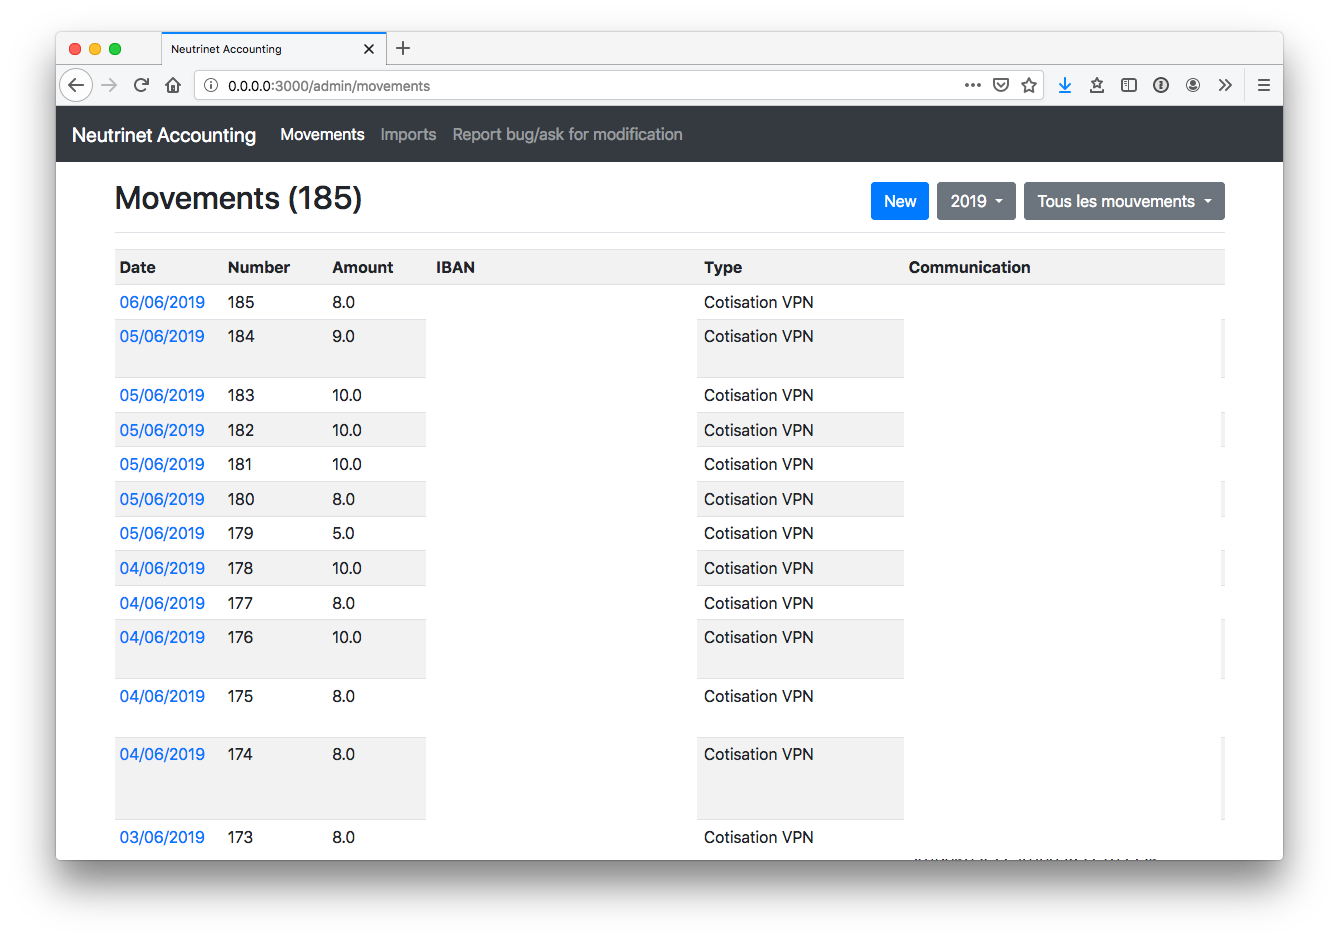 Neutrinet Accounting
0.0.0.0:3000/admin/movements
Neutrinet Accounting Movements Imports Report bug/ask for modification
Movements (185) New 2019 Tous les mouvements
Date Number Amount IBAN Type Communication
06/06/2019 185 8.0 Cotisation VPN
05/06/2019 184 9.0 Cotisation VPN
05/06/2019 183 10.0 Cotisation VPN
05/06/2019 182 10.0 Cotisation VPN
05/06/2019 181 10.0 Cotisation VPN
05/06/2019 180 8.0 Cotisation VPN
05/06/2019 179 5.0 Cotisation VPN
04/06/2019 178 10.0 Cotisation VPN
04/06/2019 177 8.0 Cotisation VPN
04/06/2019 176 10.0 Cotisation VPN
04/06/2019 175 8.0 Cotisation VPN
04/06/2019 174 8.0 Cotisation VPN
03/06/2019 173 8.0 Cotisation VPN